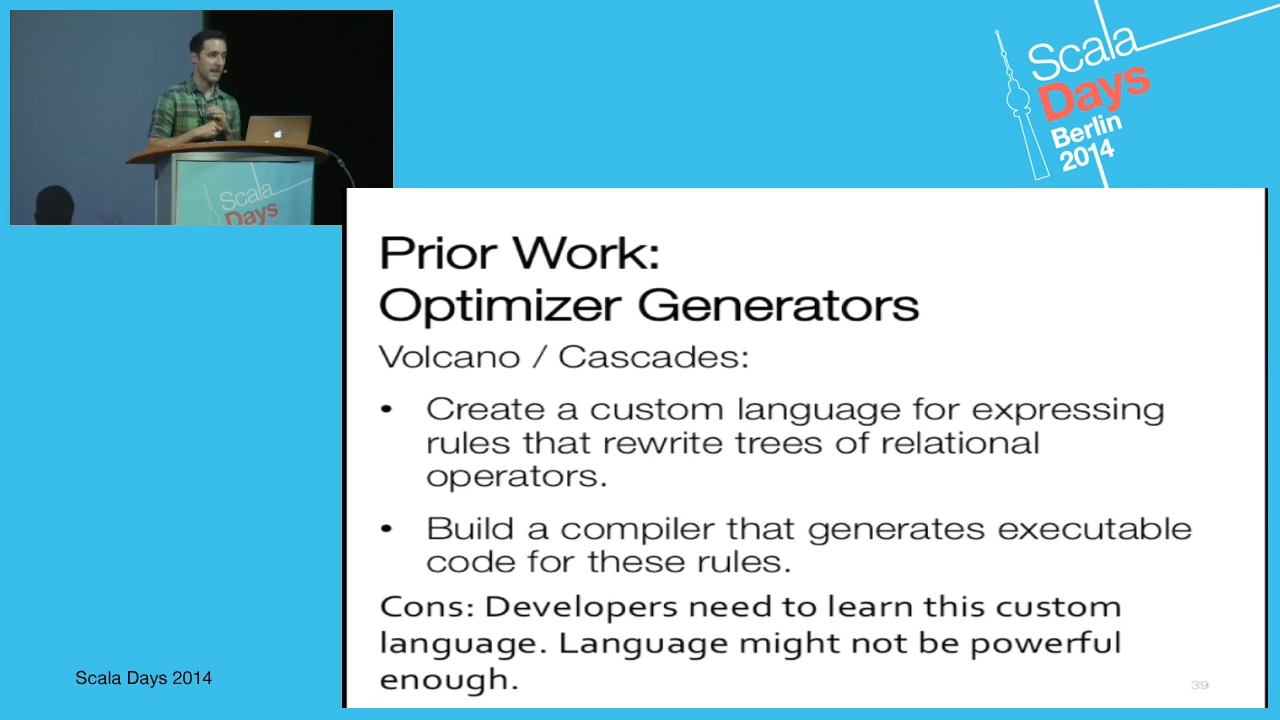 Scala
Days
Berlin
2014
Scala
Days
Prior Work:
Optimizer Generators
Volcano / Cascades:
• Create a custom language for expressing
rules that rewrite trees of relational
operators.
• Build a compiler that generates executable
code for these rules.
Cons: Developers need to learn this custom
language. Language might not be powerful
enough.
39
Scala Days 2014